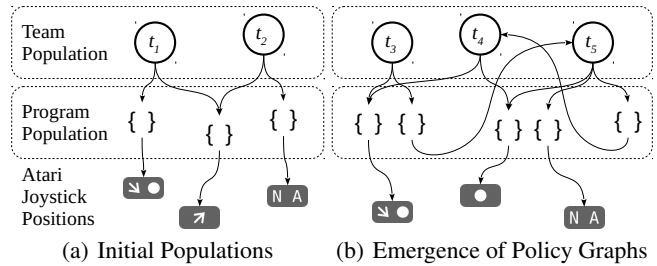 Team
Population
t1 t2 t3 t4 t5
Program
Population
{ } { } { } { } { } { } { } { }
Atari
Joystick
Positions
N A
N A
(a) Initial Populations (b) Emergence of Policy Graphs